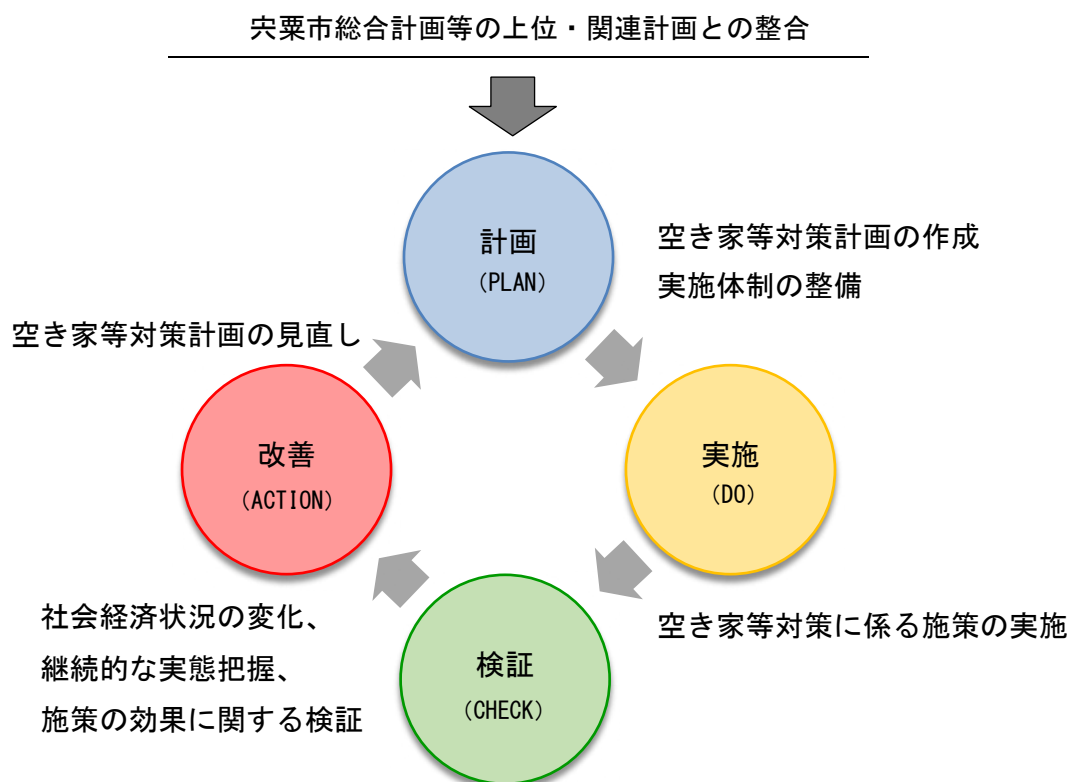 宍粟市総合計画等の上位・関連計画との整合
計画
(PLAN)
空き家等対策計画の作成
実施体制の整備
空き家等対策計画の見直し
改善
(ACTION)
実施
(DO)
社会経済状況の変化、
継続的な実態把握、
施策の効果に関する検証
検証
(CHECK)
空き家等対策に係る施策の実施